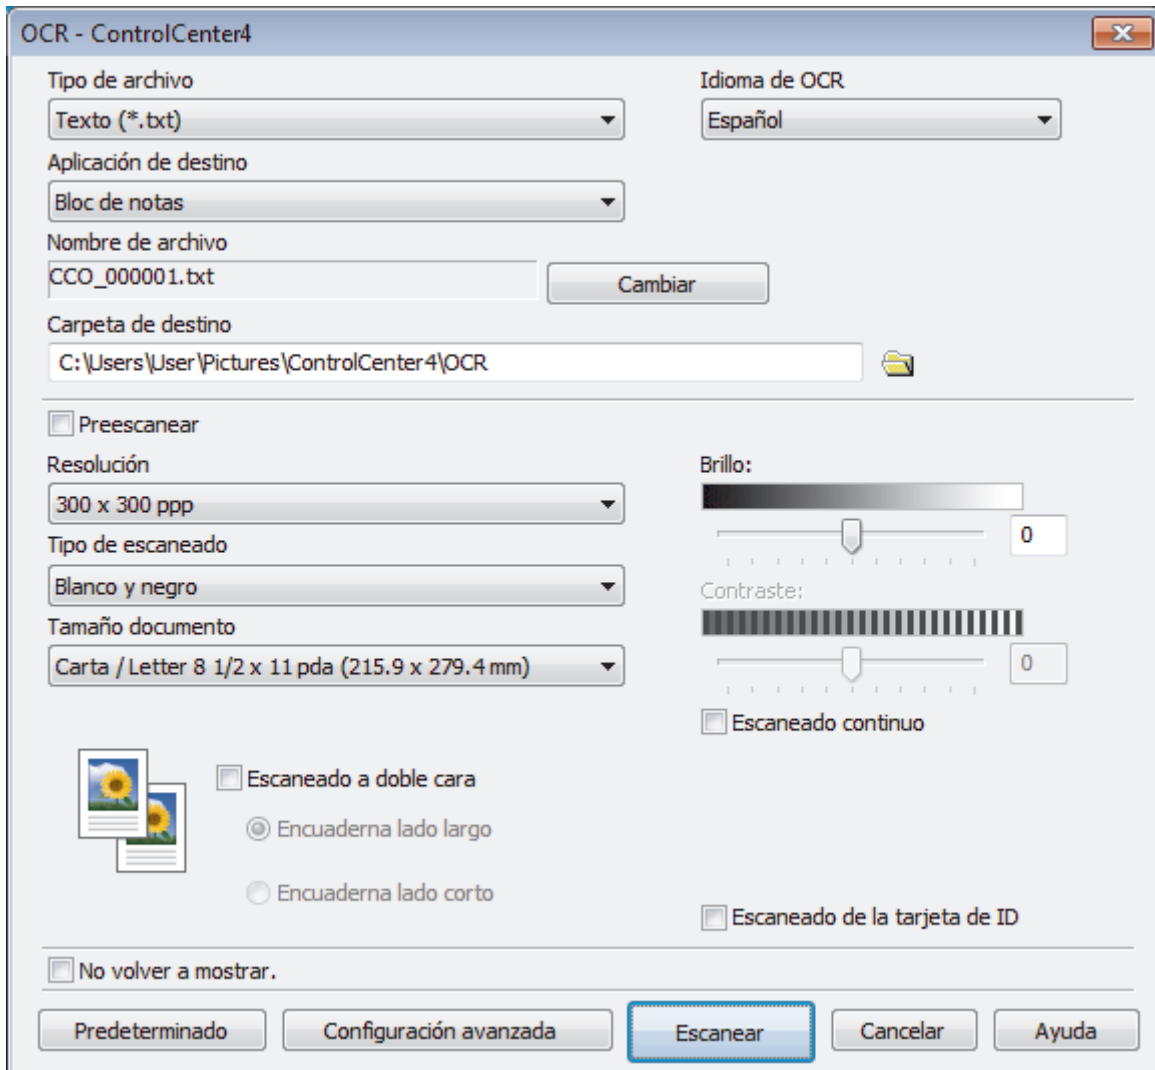 OCR - ControlCenter4
Tipo de archivo
Idioma de OCR
Texto (*.txt)
Español
Aplicación de destino
Bloc de notas
Nombre de archivo
CCO_000001.txt
Cambiar
Carpeta de destino
C:\Users\User\Pictures\ControlCenter4\OCR
Preescanear
Resolución
Brillo:
300 x 300 ppp
0
Tipo de escaneado
Blanco y negro
Contraste:
Tamaño documento
Carta / Letter 8 1/2 x 11 pda (215.9 x 279.4 mm)
0
Escaneado continuo
Escaneado a doble cara
Encuaderna lado largo
Encuaderna lado corto
Escaneado de la tarjeta de ID
No volver a mostrar.
Predeterminado
Configuración avanzada
Escanear
Cancelar
Ayuda